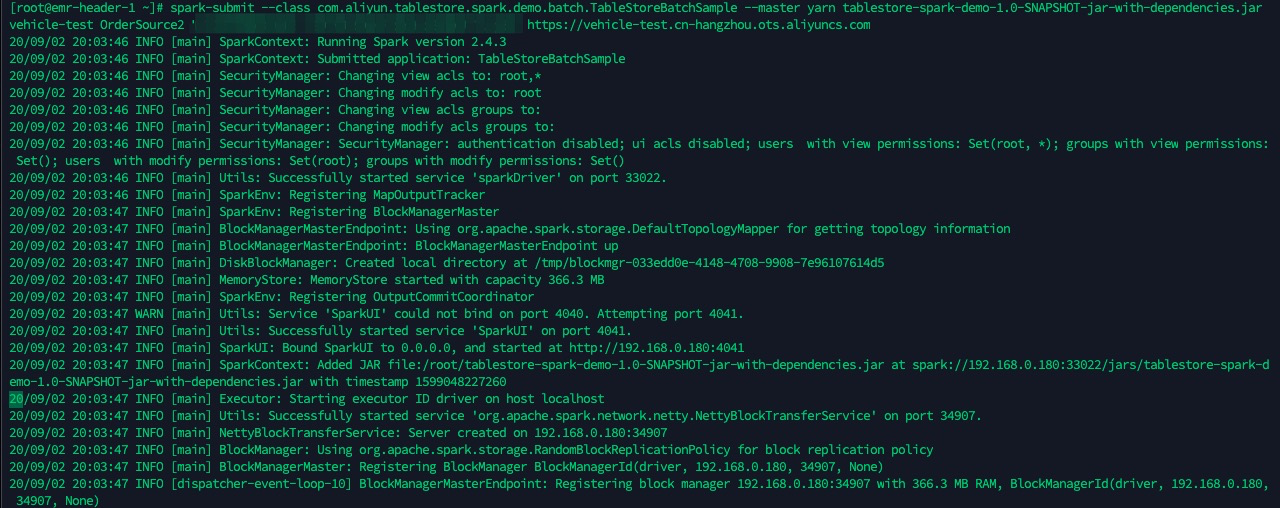 [root@emr-header-1 ~]# spark-submit --class com.aliyun.tablestore.spark.demo.batch.TableStoreBatchSample --master yarn tablestore-spark-demo-1.0-SNAPSHOT-jar-with-dependencies.jar
vehicle-test OrderSource2 https://vehicle-test.cn-hangzhou.ots.aliyuncs.com
20/09/02 20:03:46 INFO [main] SparkContext: Running Spark version 2.4.3
20/09/02 20:03:46 INFO [main] SparkContext: Submitted application: TableStoreBatchSample
20/09/02 20:03:46 INFO [main] SecurityManager: Changing view acls to: root,*
20/09/02 20:03:46 INFO [main] SecurityManager: Changing modify acls to: root
20/09/02 20:03:46 INFO [main] SecurityManager: Changing view acls groups to:
20/09/02 20:03:46 INFO [main] SecurityManager: Changing modify acls groups to:
20/09/02 20:03:46 INFO [main] SecurityManager: SecurityManager: authentication disabled; ui acls disabled; users  with view permissions: Set(root, *); groups with view permissions:
Set(); users  with modify permissions: Set(root); groups with modify permissions: Set()
20/09/02 20:03:46 INFO [main] Utils: Successfully started service 'sparkDriver' on port 33022.
20/09/02 20:03:47 INFO [main] SparkEnv: Registering MapOutputTracker
20/09/02 20:03:47 INFO [main] SparkEnv: Registering BlockManagerMaster
20/09/02 20:03:47 INFO [main] BlockManagerMasterEndpoint: Using org.apache.spark.storage.DefaultTopologyMapper for getting topology information
20/09/02 20:03:47 INFO [main] BlockManagerMasterEndpoint: BlockManagerMasterEndpoint up
20/09/02 20:03:47 INFO [main] DiskBlockManager: Created local directory at /tmp/blockmgr-033edd0e-4148-4708-9908-7e96107614d5
20/09/02 20:03:47 INFO [main] MemoryStore: MemoryStore started with capacity 366.3 MB
20/09/02 20:03:47 INFO [main] SparkEnv: Registering OutputCommitCoordinator
20/09/02 20:03:47 WARN [main] Utils: Service 'SparkUI' could not bind on port 4040. Attempting port 4041.
20/09/02 20:03:47 INFO [main] Utils: Successfully started service 'SparkUI' on port 4041.
20/09/02 20:03:47 INFO [main] SparkUI: Bound SparkUI to 0.0.0.0, and started at http://192.168.0.180:4041
20/09/02 20:03:47 INFO [main] SparkContext: Added JAR file:/root/tablestore-spark-demo-1.0-SNAPSHOT-jar-with-dependencies.jar at spark://192.168.0.180:33022/jars/tablestore-spark-d
emo-1.0-SNAPSHOT-jar-with-dependencies.jar with timestamp 1599048227260
20/09/02 20:03:47 INFO [main] Executor: Starting executor ID driver on host localhost
20/09/02 20:03:47 INFO [main] Utils: Successfully started service 'org.apache.spark.network.netty.NettyBlockTransferService' on port 34907.
20/09/02 20:03:47 INFO [main] NettyBlockTransferService: Server created on 192.168.0.180:34907
20/09/02 20:03:47 INFO [main] BlockManager: Using org.apache.spark.storage.RandomBlockReplicationPolicy for block replication policy
20/09/02 20:03:47 INFO [main] BlockManagerMaster: Registering BlockManager BlockManagerId(driver, 192.168.0.180, 34907, None)
20/09/02 20:03:47 INFO [dispatcher-event-loop-10] BlockManagerMasterEndpoint: Registering block manager 192.168.0.180:34907 with 366.3 MB RAM, BlockManagerId(driver, 192.168.0.180,
34907, None)